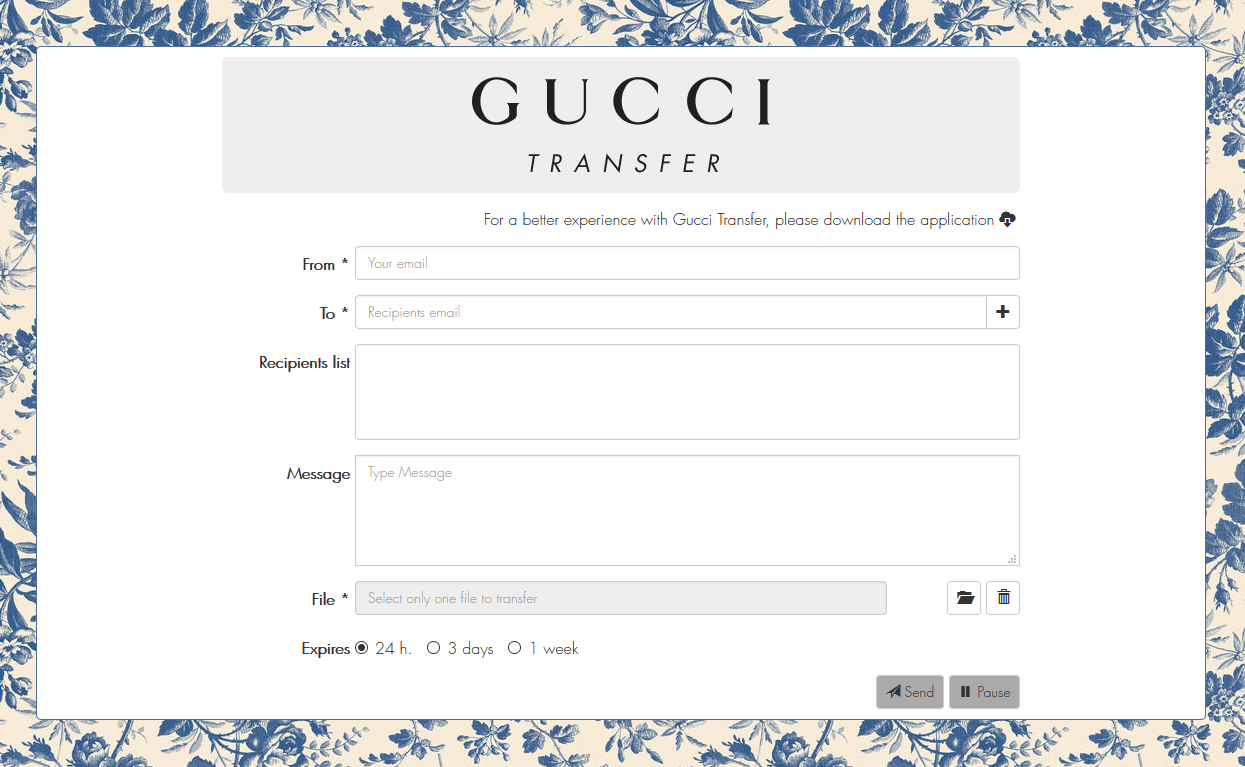 GUCCI
TRANSFER
For a better experience with Gucci Transfer, please download the application
From * Your email
To * Recipients email
Recipients list
Message Type Message
File * Select only one file to transfer
Expires 24 h. 3 days 1 week
Send Pause